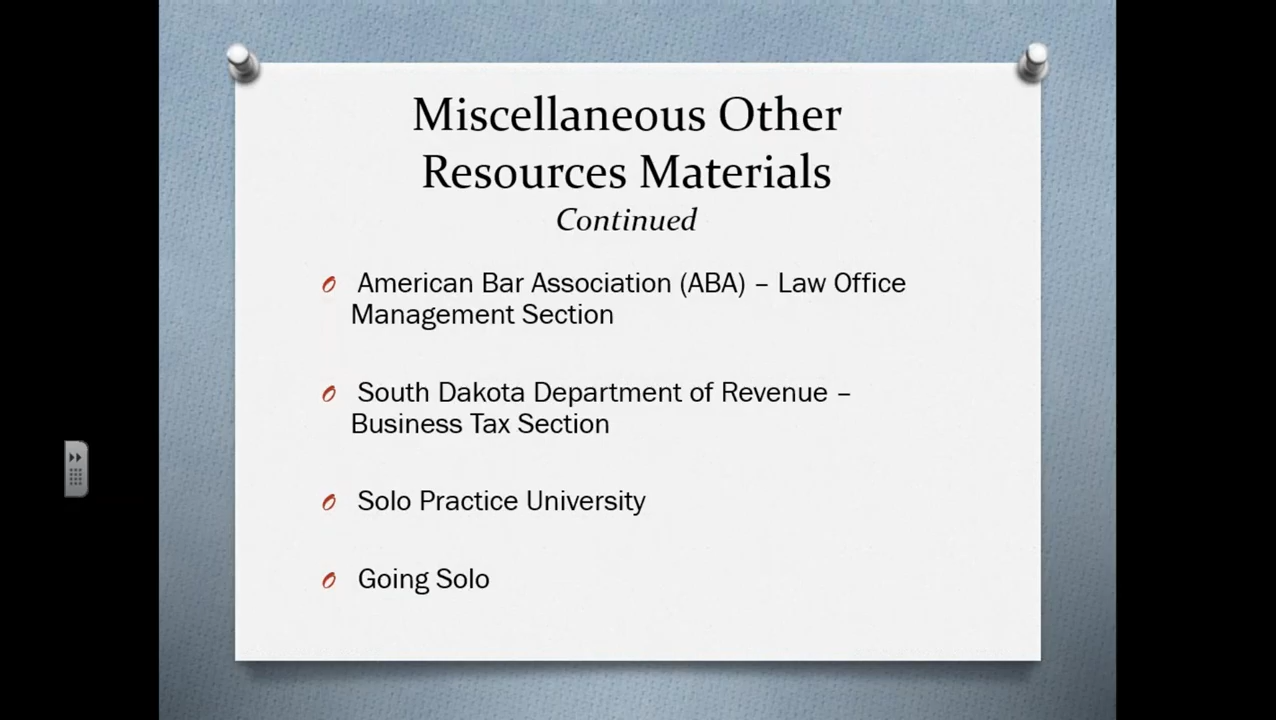 Miscellaneous Other
Resources Materials
Continued
American Bar Association (ABA) – Law Office
Management Section
South Dakota Department of Revenue –
Business Tax Section
Solo Practice University
Going Solo